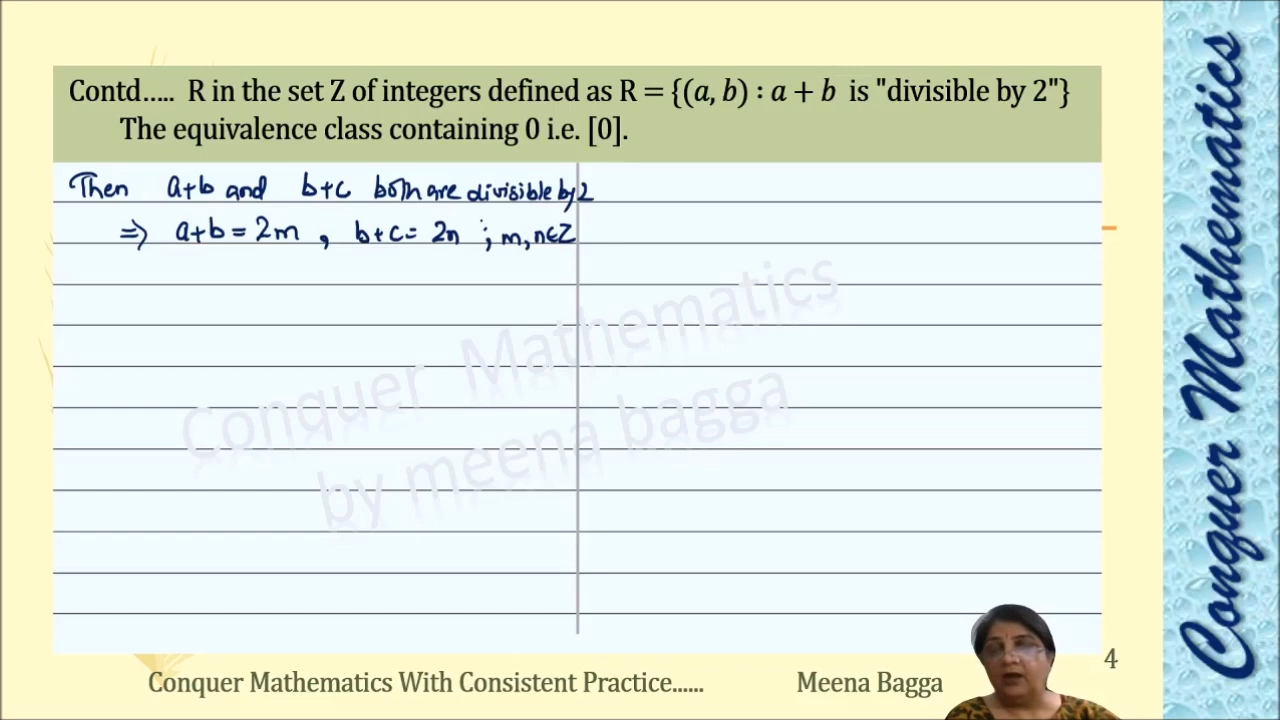 Contd..... R in the set Z of integers defined as R = {(a, b) : a + b is "divisible by 2"}
The equivalence class containing 0 i.e. [0].
Then a+b and b+c both are divisible by 2
⇒ a+b = 2m , b+c = 2n ; m, n∈Z
Conquer Mathematics
by meena bagga
Conquer Mathematics With Consistent Practice...... Meena Bagga
4
Conquer Mathematics